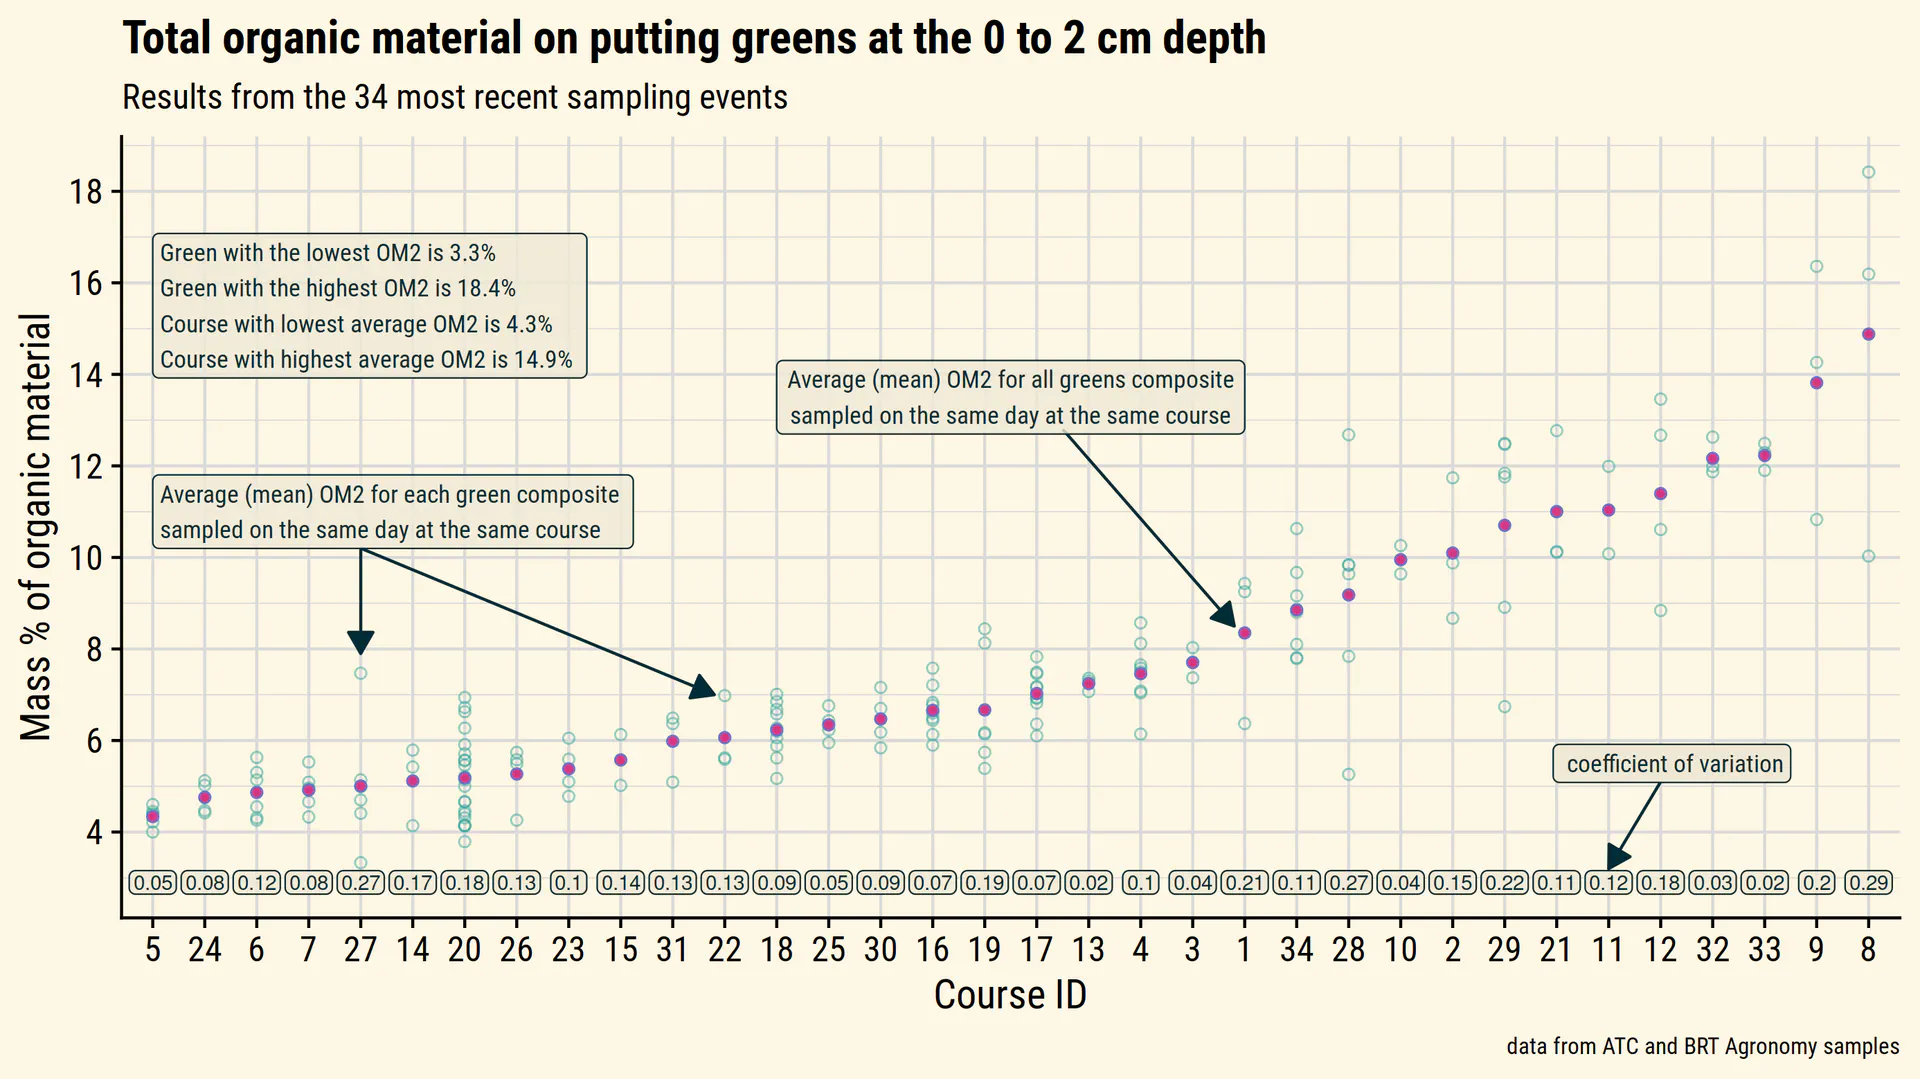 Total organic material on putting greens at the 0 to 2 cm depth
Results from the 34 most recent sampling events
Mass % of organic material
18
16
14
12
10
8
6
4
Green with the lowest OM2 is 3.3%
Green with the highest OM2 is 18.4%
Course with lowest average OM2 is 4.3%
Course with highest average OM2 is 14.9%
Average (mean) OM2 for all greens composite
sampled on the same day at the same course
Average (mean) OM2 for each green composite
sampled on the same day at the same course
coefficient of variation
0.05 0.08 0.12 0.08 0.27 0.17 0.18 0.13 0.1 0.14 0.13 0.13 0.09 0.05 0.09 0.07 0.19 0.07 0.02 0.1 0.04 0.21 0.11 0.27 0.04 0.15 0.22 0.11 0.12 0.18 0.03 0.02 0.2 0.29
5 24 6 7 27 14 20 26 23 15 31 22 18 25 30 16 19 17 13 4 3 1 34 28 10 2 29 21 11 12 32 33 9 8
Course ID
data from ATC and BRT Agronomy samples